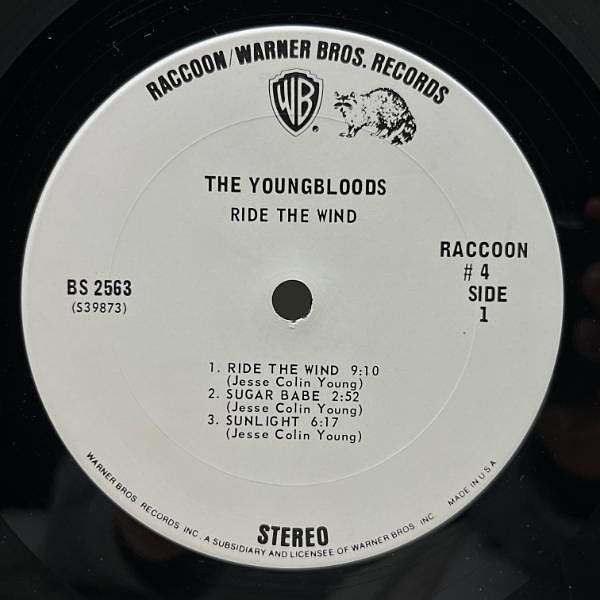 RACCOON/WARNER BROS. RECORDS
WB
®
THE YOUNGBLOODS
RIDE THE WIND
RACCOON
# 4
SIDE
1
BS 2563
(S39873)
1. RIDE THE WIND 9:10
(Jesse Colin Young)
2. SUGAR BABE 2:52
(Jesse Colin Young)
3. SUNLIGHT 6:17
(Jesse Colin Young)
STEREO
WARNER BROS. RECORDS INC. A SUBSIDIARY AND LICENSEE OF WARNER BROS. INC. MADE IN U.S.A